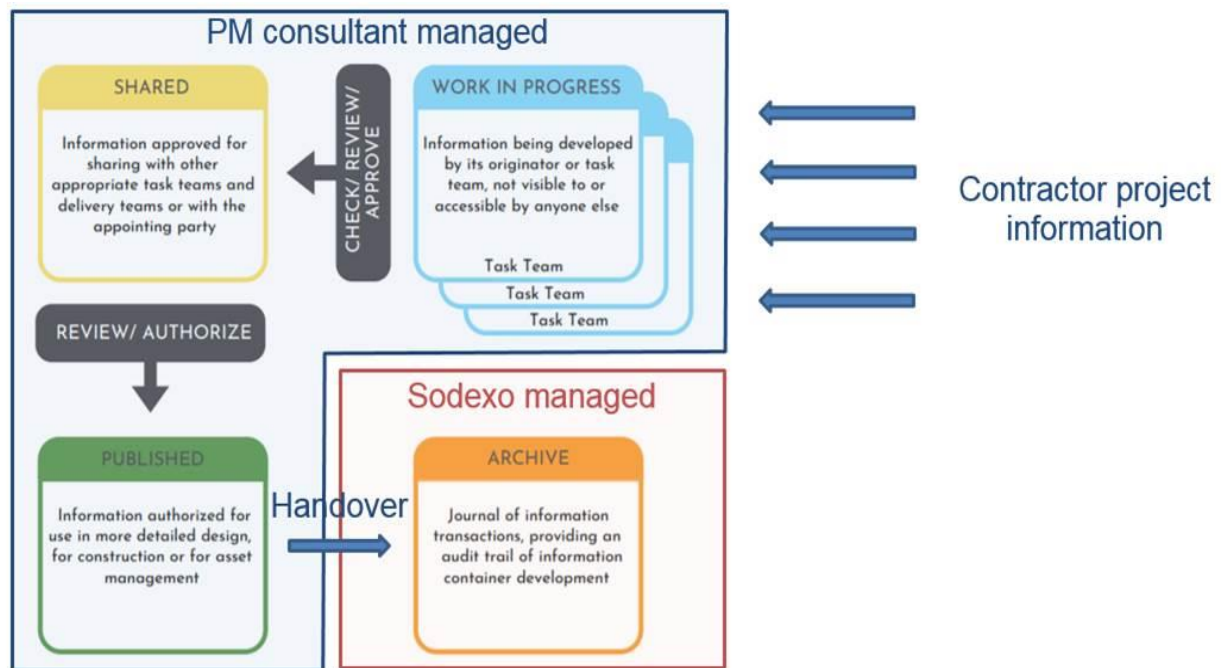 PM consultant managed
SHARED
Information approved for
sharing with other
appropriate task teams and
delivery teams or with the
appointing party
CHECK/ REVIEW/
APPROVE
WORK IN PROGRESS
Information being developed
by its originator or task
team, not visible to or
accessible by anyone else
Task Team
Task Team
Task Team
Contractor project
information
REVIEW/ AUTHORIZE
PUBLISHED
Information authorized for
use in more detailed design,
for construction or for asset
management
Handover
Sodexo managed
ARCHIVE
Journal of information
transactions, providing an
audit trail of information
container development